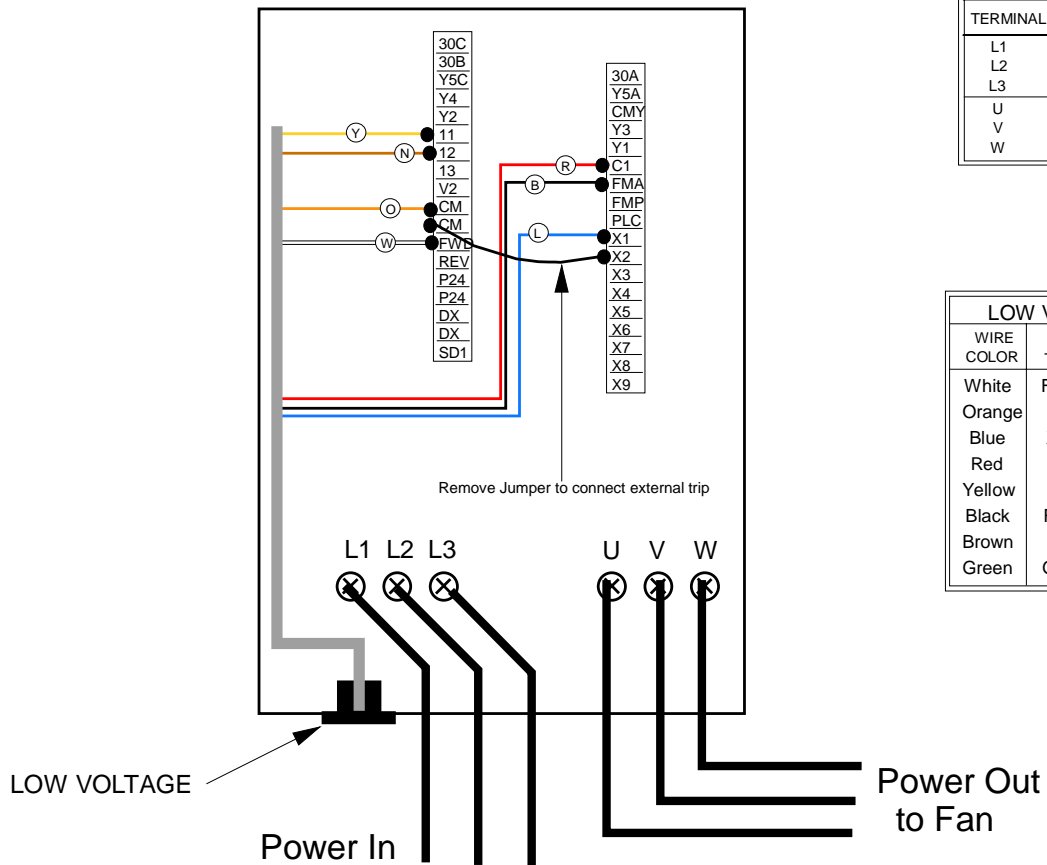 30C
30B
Y5C
Y4
Y2
11
12
13
V2
CM
CM
FWD
REV
P24
P24
DX
DX
SD1
30A
Y5A
CMY
Y3
Y1
C1
FMA
FMP
PLC
X1
X2
X3
X4
X5
X6
X7
X8
X9
Y
N
O
W
R
B
L
Remove Jumper to connect external trip
L1 L2 L3
U V W
LOW VOLTAGE
Power In
Power Out
to Fan
TERMINAL
L1
L2
L3
U
V
W
LOW
WIRE
COLOR
White
Orange
Blue
Red
Yellow
Black
Brown
Green